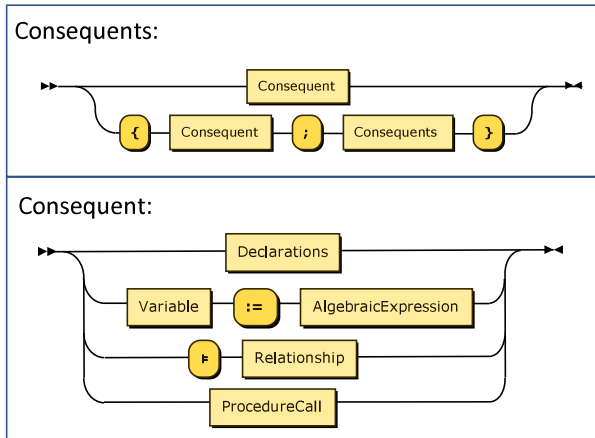 Consequents:
Consequent
{ Consequent ; Consequents }
Consequent:
Declarations
Variable := AlgebraicExpression
⊧ Relationship
ProcedureCall